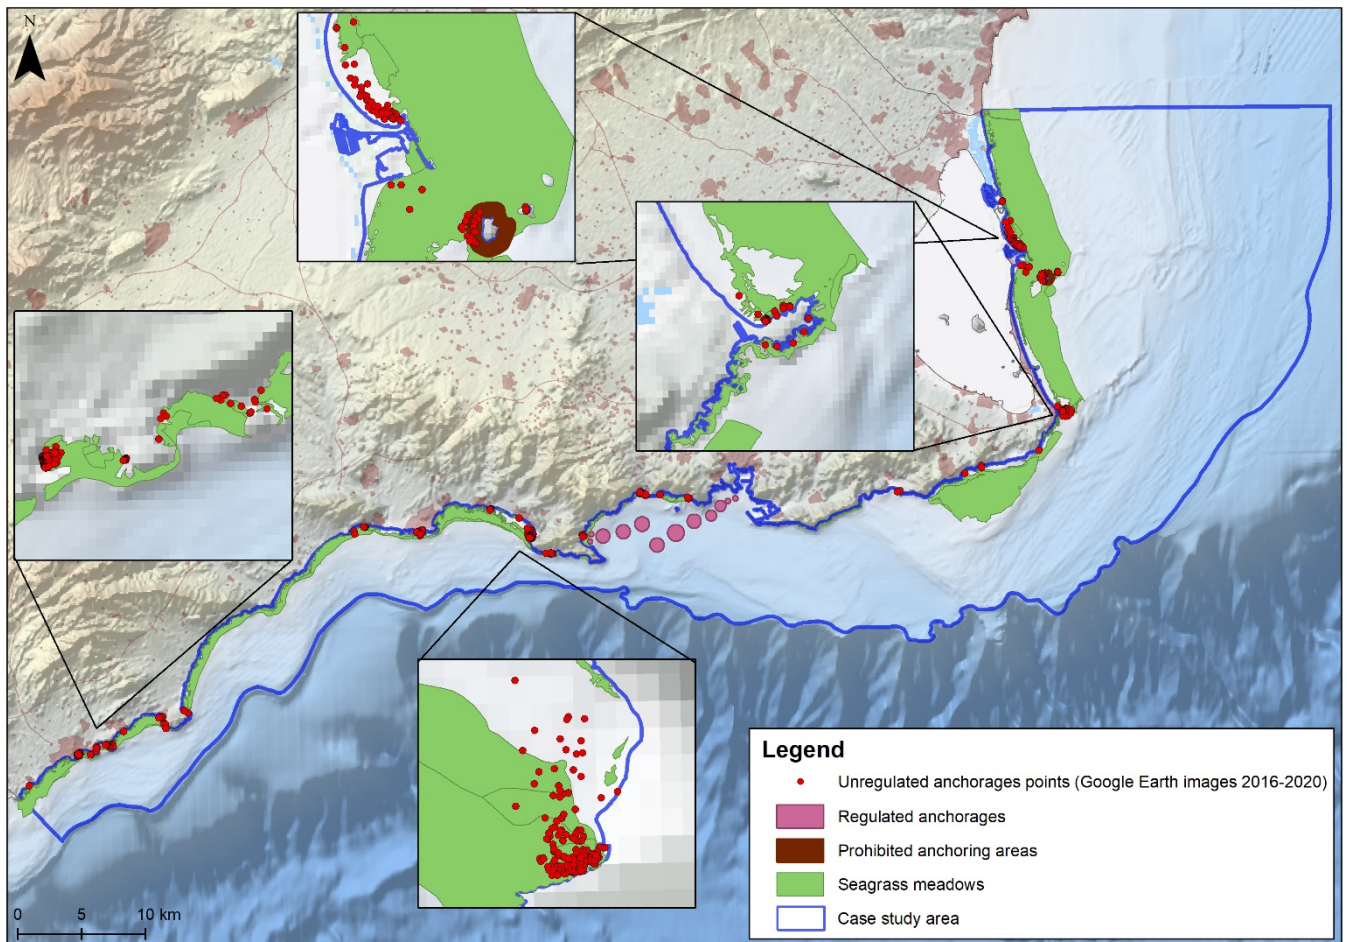 N
Legend
Unregulated anchorages points (Google Earth images 2016-2020)
Regulated anchorages
Prohibited anchoring areas
Seagrass meadows
Case study area
0 5 10 km